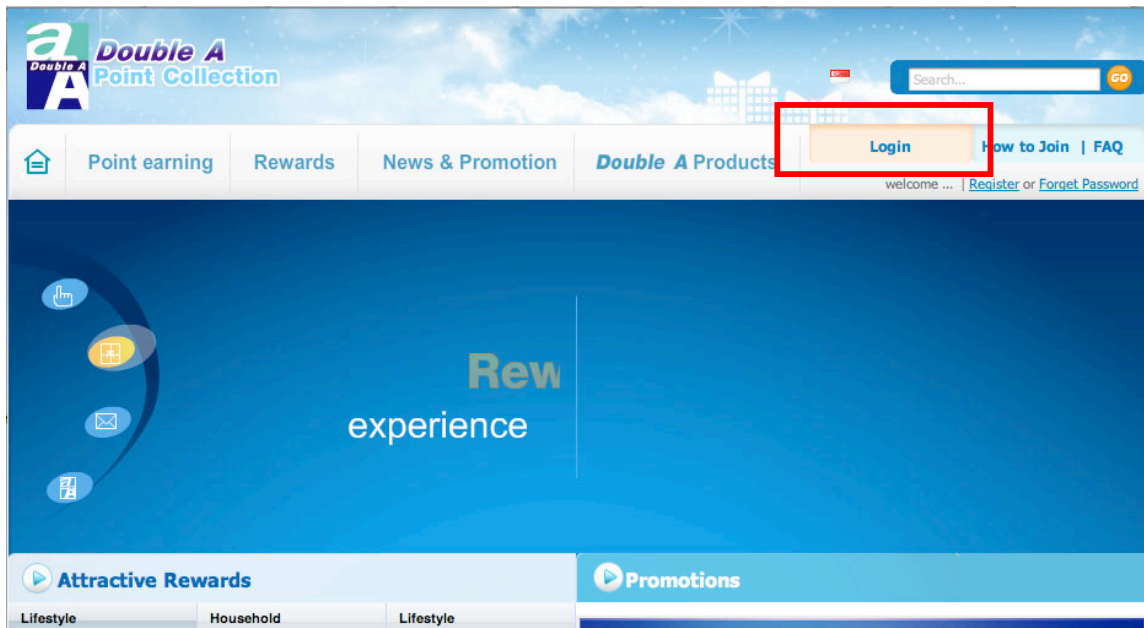 a
Double A
A
Double A
Point Collection
Search...
GO
Point earning
Rewards
News & Promotion
Double A Products
Login
How to Join | FAQ
welcome ... | Register or Forget Password
Rew
experience
aA
Attractive Rewards
Promotions
Lifestyle
Household
Lifestyle